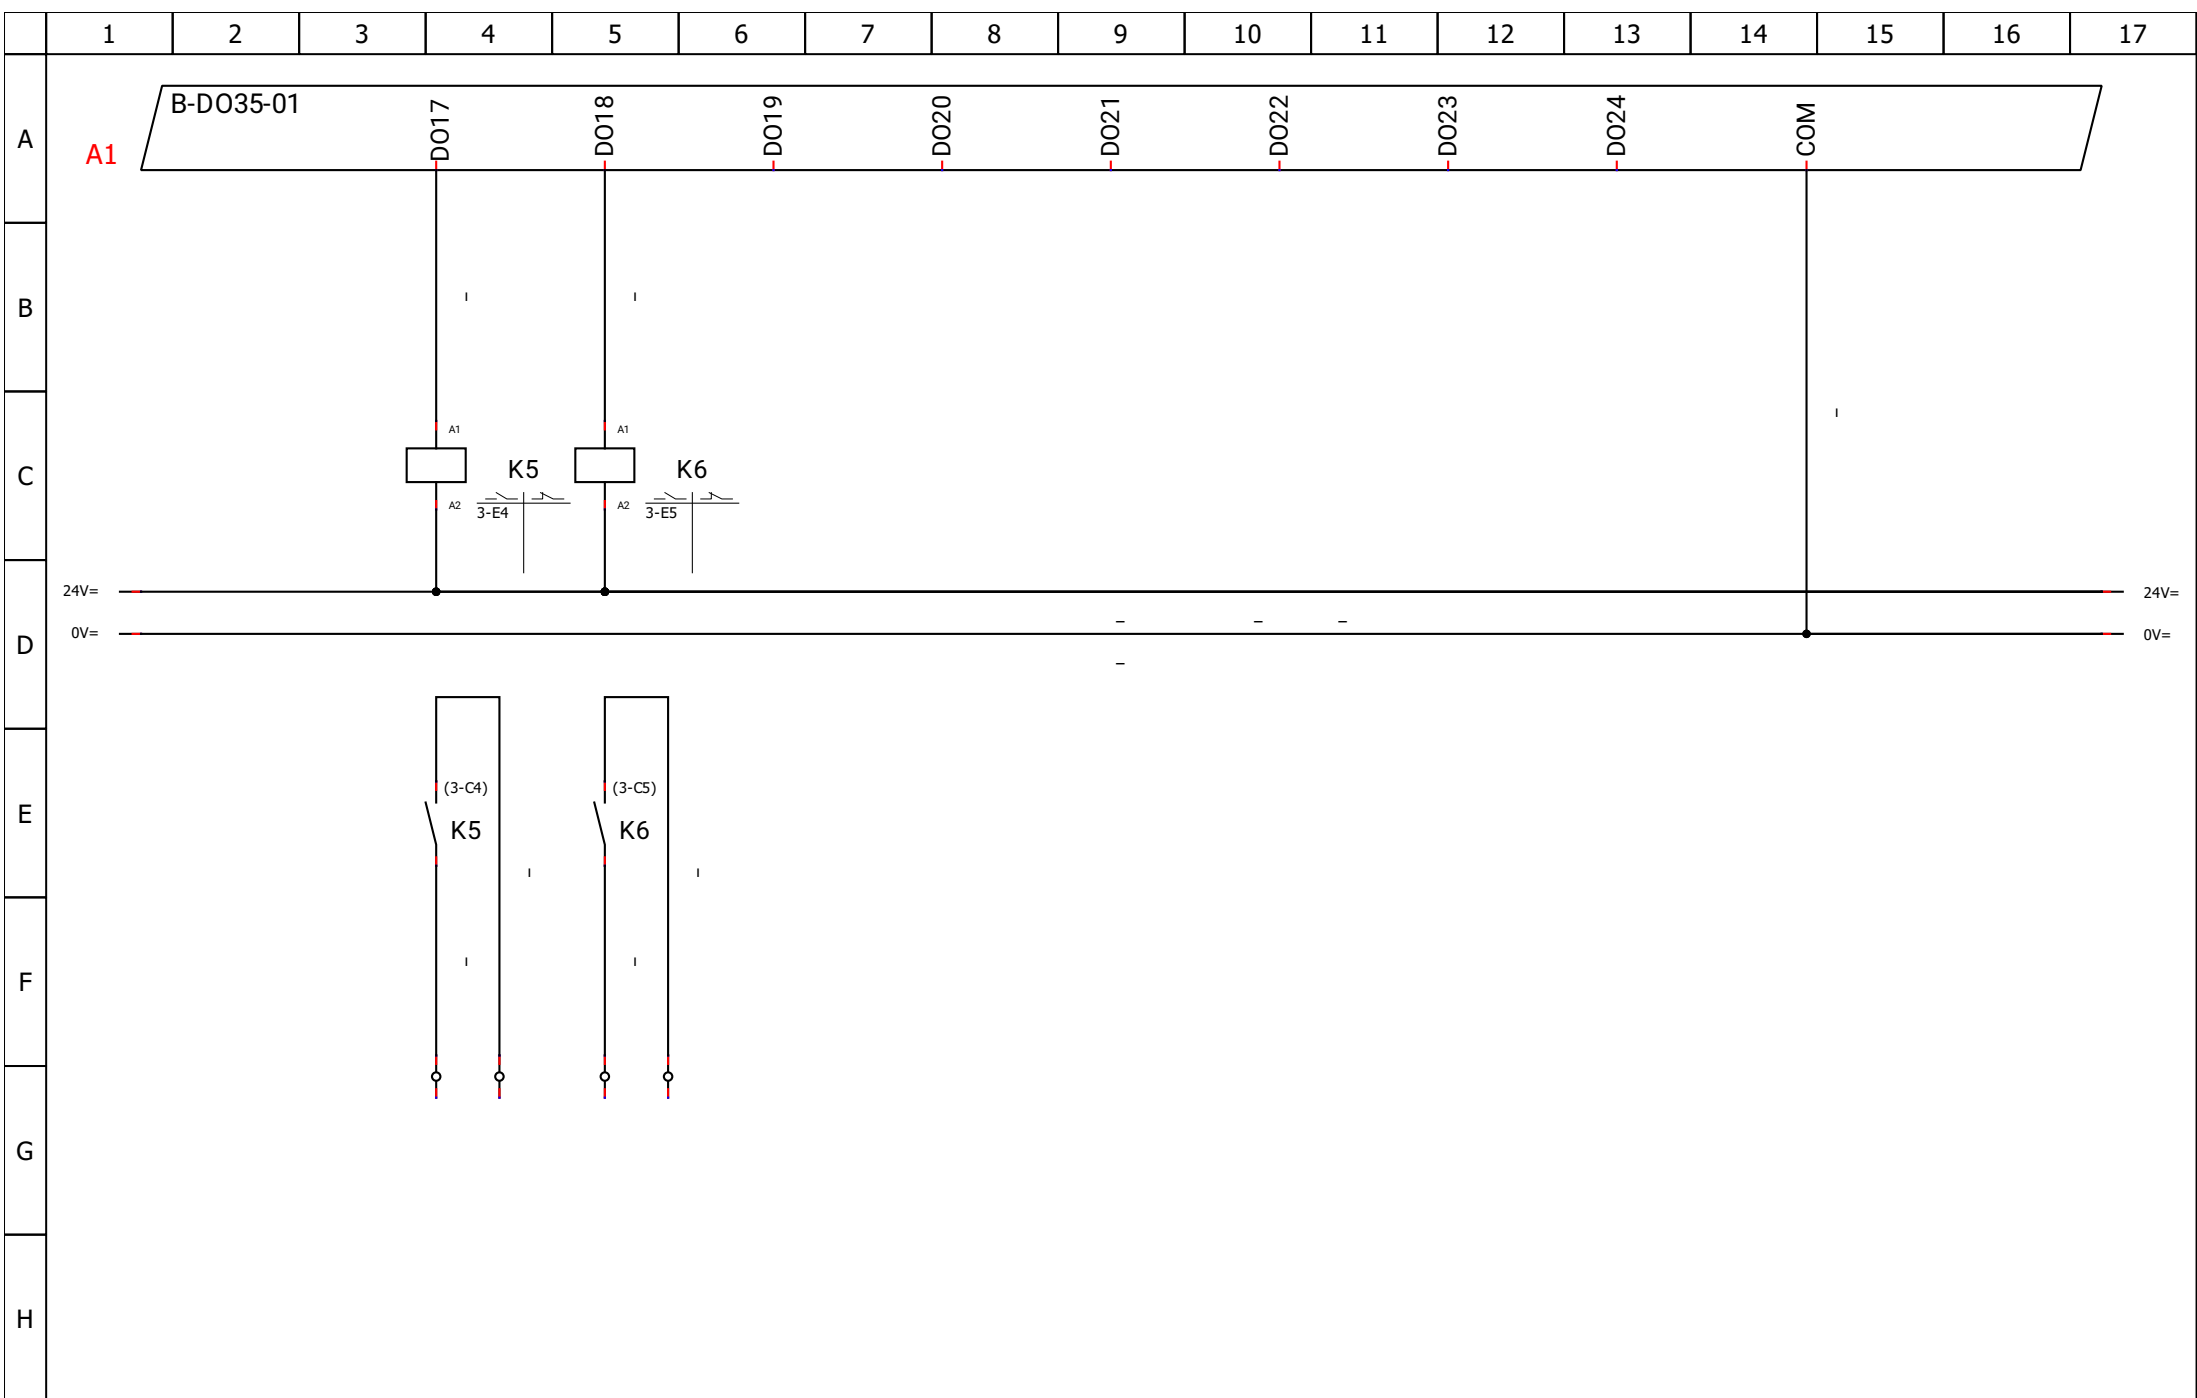 1 2 3 4 5 6 7 8 9 10 11 12 13 14 15 16 17
A
B-DO35-01
A1
DO17
DO18
DO19
DO20
DO21
DO22
DO23
DO24
COM
B
C
A1
K5
A2
3-E4
A1
K6
A2
3-E5
D
24V=
24V=
0V=
0V=
E
(3-C4)
K5
(3-C5)
K6
F
G
H